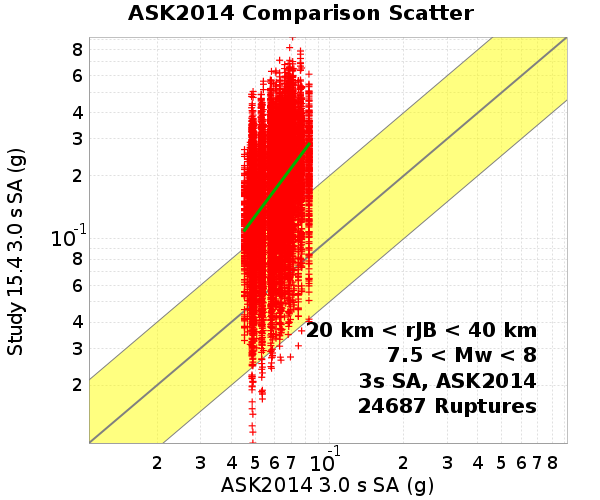 ASK2014 Comparison Scatter
8
6
4
3
2
10-1
8
6
4
3
2
Study 15.4 3.0 s SA (g)
20 km < rJB < 40 km
7.5 < Mw < 8
3s SA, ASK2014
24687 Ruptures
2 3 4 5 6 7 10-1 2 3 4 5 6 7 8
ASK2014 3.0 s SA (g)